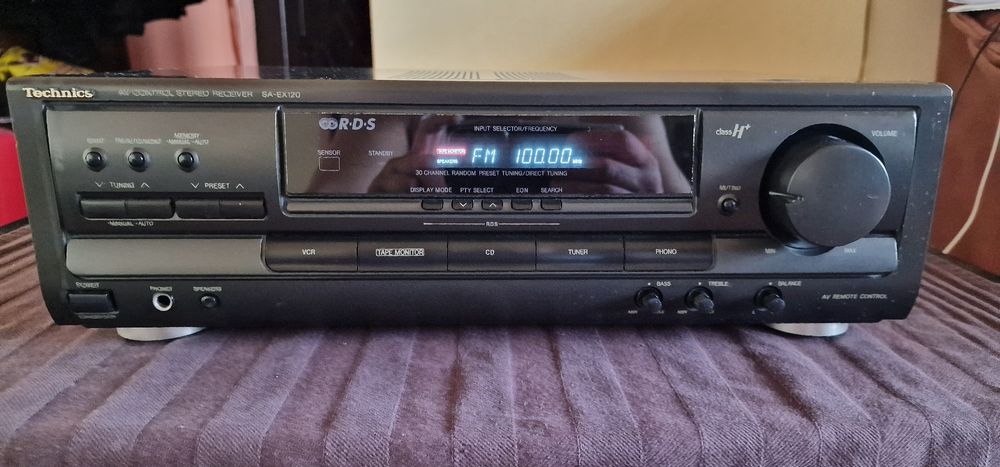 Technics
AV CONTROL STEREO RECEIVER SA-EX120
R·D·S
INPUT SELECTOR/FREQUENCY
class H+
VOLUME
MEMORY
-MANUAL -AUTO
SENSOR
STANDBY
TAPE MONITOR
SPEAKERS
FM 100.00 MHz
30 CHANNEL RANDOM PRESET TUNING/DIRECT TUNING
TUNING
PRESET
-MANUAL -AUTO
DISPLAY MODE PTY SELECT EON SEARCH
R.D.S
MUTING
MIN MAX
VCR
TAPE MONITOR
CD
TUNER
PHONO
POWER
PHONES
SPEAKERS
BASS
TREBLE
BALANCE
AV REMOTE CONTROL